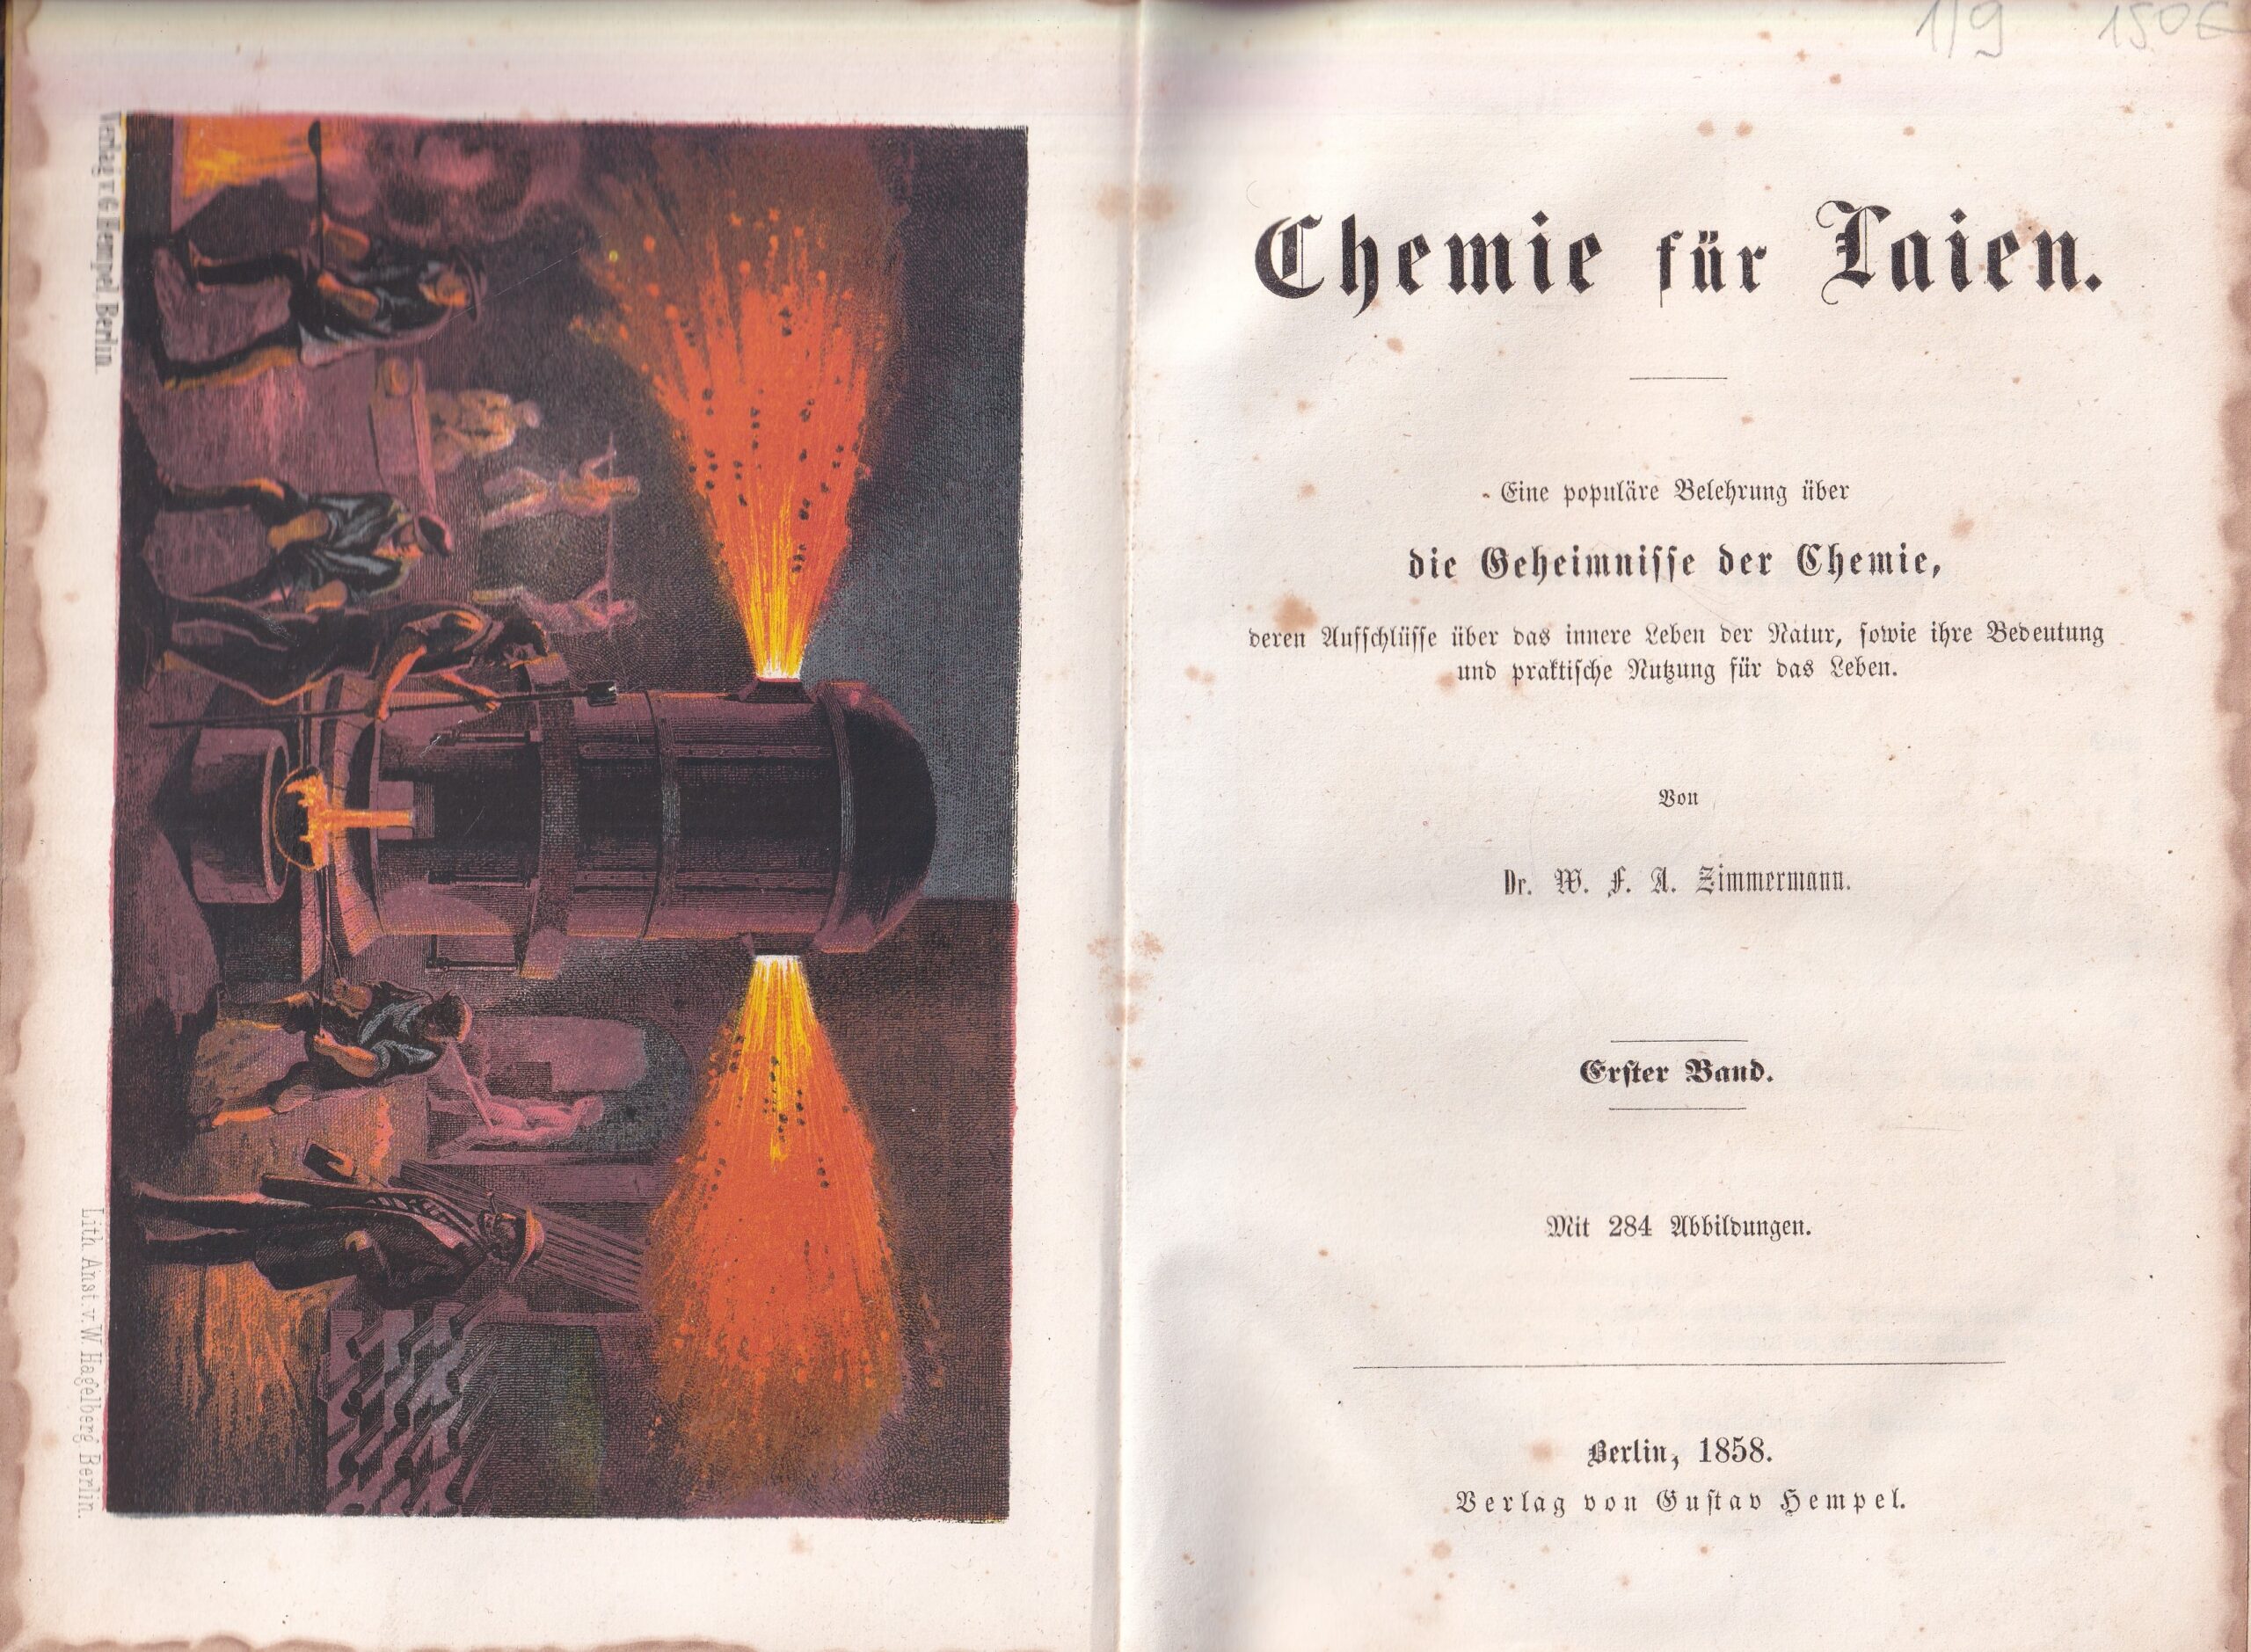 Verlag v. G Hempel, Berlin.
Lith. Anst. v. W. Hagelberg Berlin.
1/9 150€
Chemie für Laien.
Eine populäre Belehrung über
die Geheimnisse der Chemie,
deren Aufschlüsse über das innere Leben der Natur, sowie ihre Bedeutung
und praktische Nutzung für das Leben.
Von
Dr. W. F. A. Zimmermann.
Erster Band.
Mit 284 Abbildungen.
Berlin, 1858.
Verlag von Gustav Hempel.